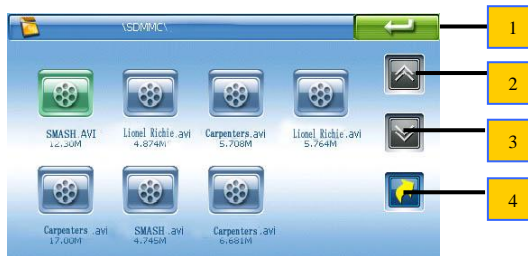 \SDMMC\
1
2
3
4
SMASH.AVI Lionel Richie.avi Carpenters.avi Lionel Richie.avi
12.30M 4.874M 5.708M 5.764M
Carpenters .avi SMASH .avi Carpenters .avi
17.00M 4.745M 6.681M